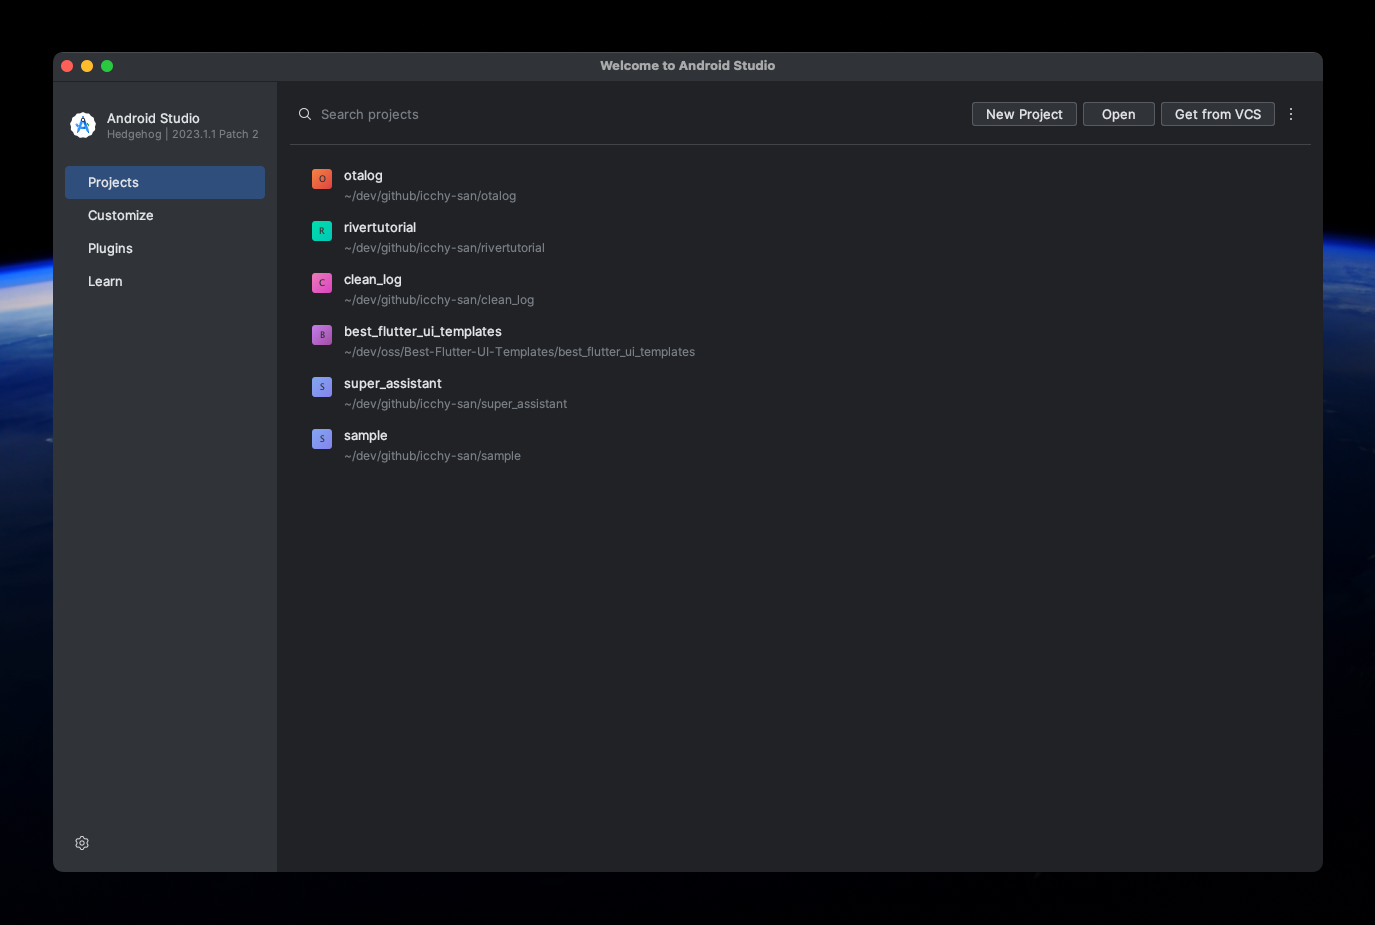 Welcome to Android Studio
Android Studio
Hedgehog | 2023.1.1 Patch 2
Projects
Customize
Plugins
Learn
Search projects
New Project
Open
Get from VCS
O
otalog
~/dev/github/icchy-san/otalog
R
rivertutorial
~/dev/github/icchy-san/rivertutorial
C
clean_log
~/dev/github/icchy-san/clean_log
B
best_flutter_ui_templates
~/dev/oss/Best-Flutter-UI-Templates/best_flutter_ui_templates
S
super_assistant
~/dev/github/icchy-san/super_assistant
S
sample
~/dev/github/icchy-san/sample